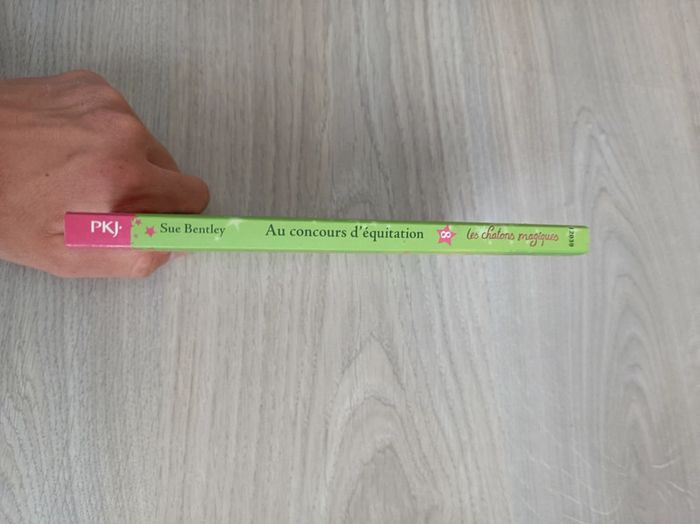 PKJ. Sue Bentley Au concours d'équitation 8 les chatons magiques